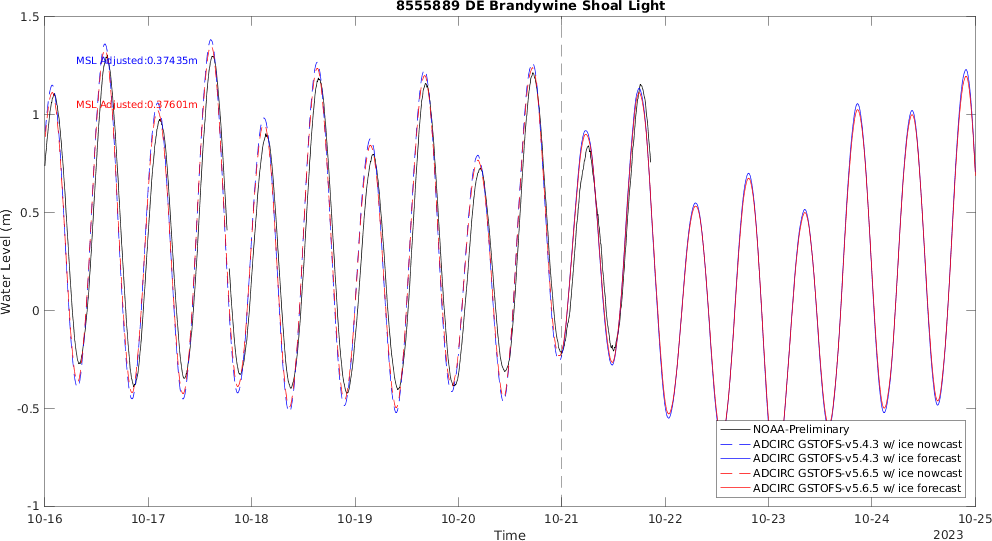 8555889 DE Brandywine Shoal Light
1.5
1
0.5
0
-0.5
-1
Water Level (m)
MSL Adjusted:0.37435m
MSL Adjusted:0.37601m
NOAA-Preliminary
ADCIRC GSTOFS-v5.4.3 w/ ice nowcast
ADCIRC GSTOFS-v5.4.3 w/ ice forecast
ADCIRC GSTOFS-v5.6.5 w/ ice nowcast
ADCIRC GSTOFS-v5.6.5 w/ ice forecast
10-16 10-17 10-18 10-19 10-20 10-21 10-22 10-23 10-24 10-25
Time
2023